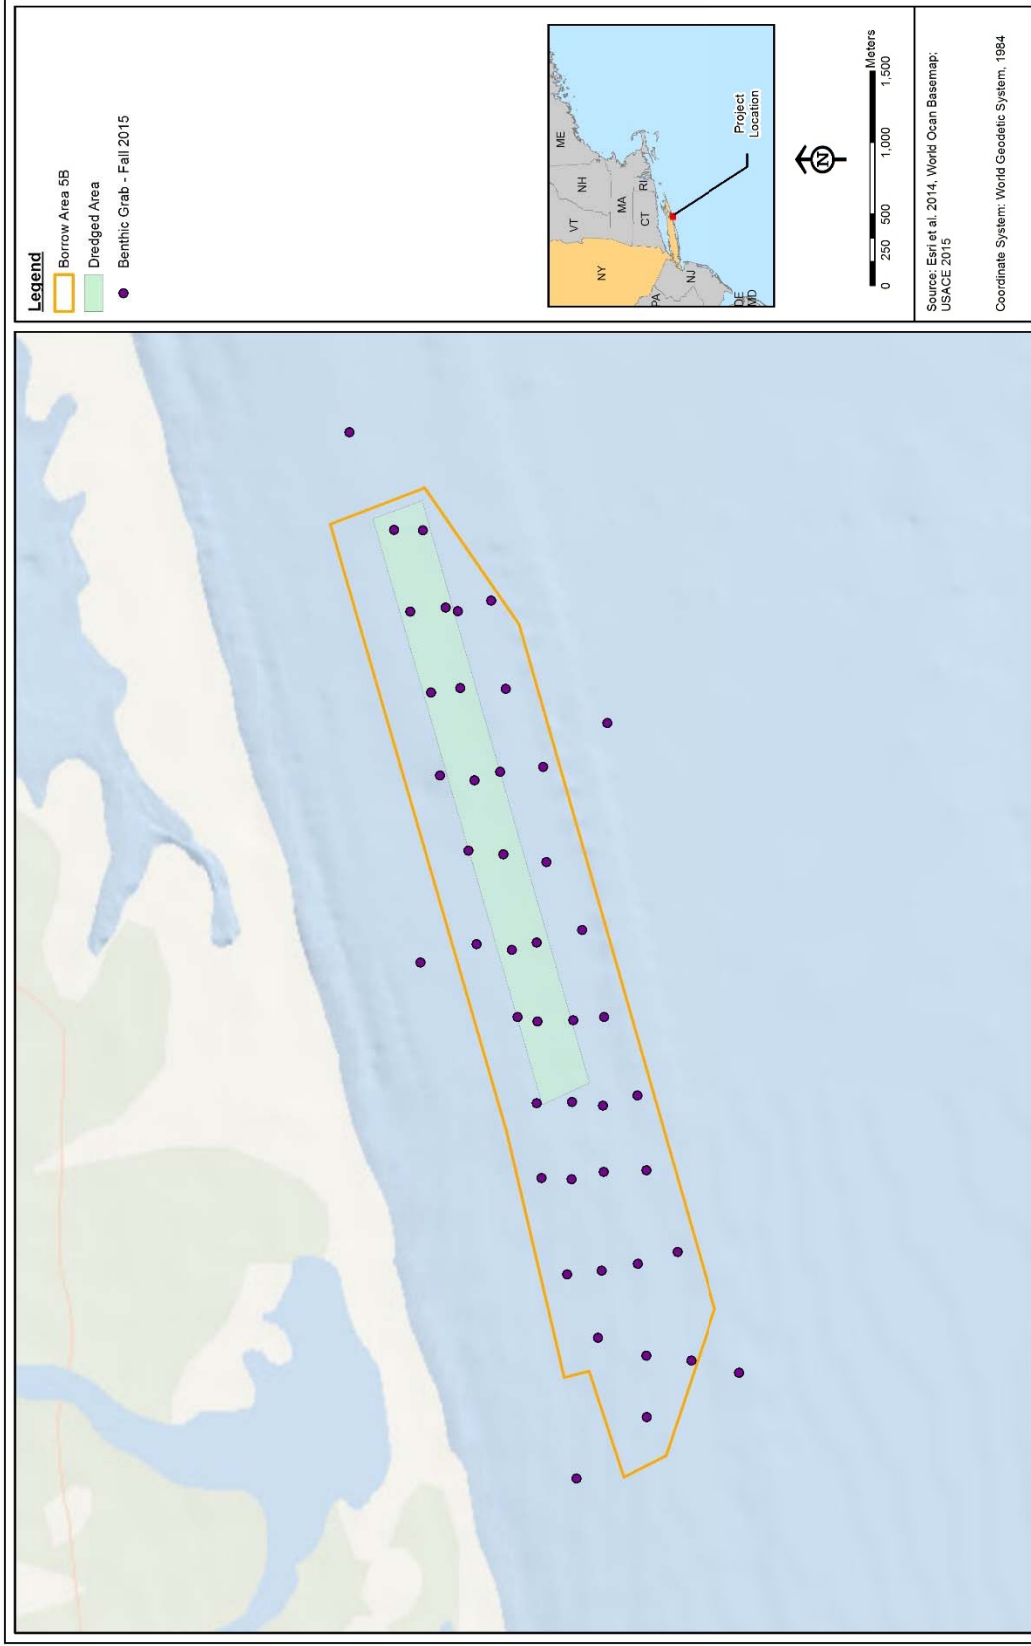 Legend
Borrow Area 5B
Dredged Area
Benthic Grab - Fall 2015
ME
VT
NH
NY
MA
CT
RI
PA
NJ
DE
MD
Project
Location
N
0 250 500 1,000 1,500
Meters
Source: Esri et al. 2014, World Ocan Basemap;
USACE 2015
Coordinate System: World Geodetic System, 1984